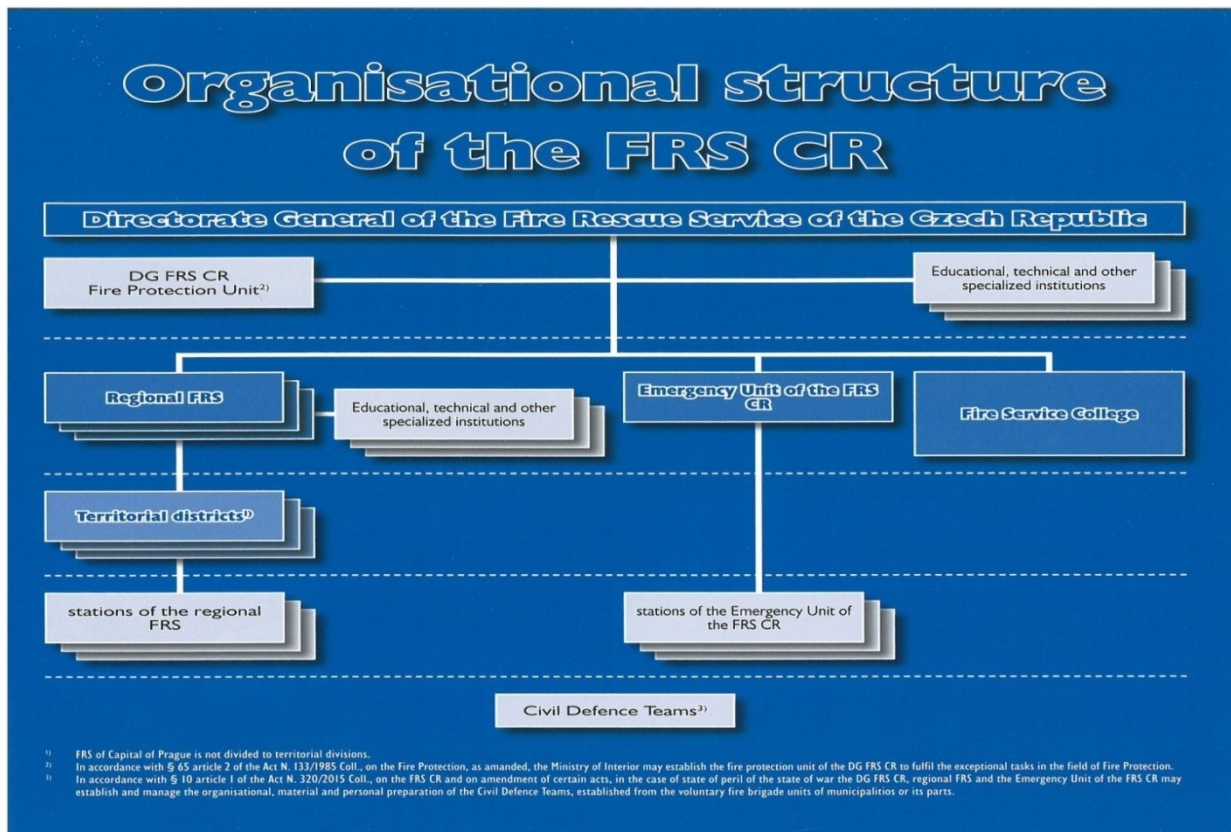 Organisational structure
of the FRS CR
Directorate General of the Fire Rescue Service of the Czech Republic
DG FRS CR
Fire Protection Unit²⁾
Educational, technical and other
specialized institutions
Regional FRS
Educational, technical and other
specialized institutions
Emergency Unit of the FRS
CR
Fire Service College
Territorial districts¹⁾
stations of the regional
FRS
stations of the Emergency Unit of
the FRS CR
Civil Defence Teams³⁾
¹⁾ FRS of Capital of Prague is not divided to territorial divisions.
²⁾ In accordance with § 65 article 2 of the Act N. 133/1985 Coll., on the Fire Protection, as amanded, the Ministry of Interior may establish the fire protection unit of the DG FRS CR to fulfil the exceptional tasks in the field of Fire Protection.
³⁾ In accordance with § 10 article 1 of the Act N. 320/2015 Coll., on the FRS CR and on amendment of certain acts, in the case of state of peril of the state of war the DG FRS CR, regional FRS and the Emergency Unit of the FRS CR may
establish and manage the organisational, material and personal preparation of the Civil Defence Teams, established from the voluntary fire brigade units of municipalitios or its parts.